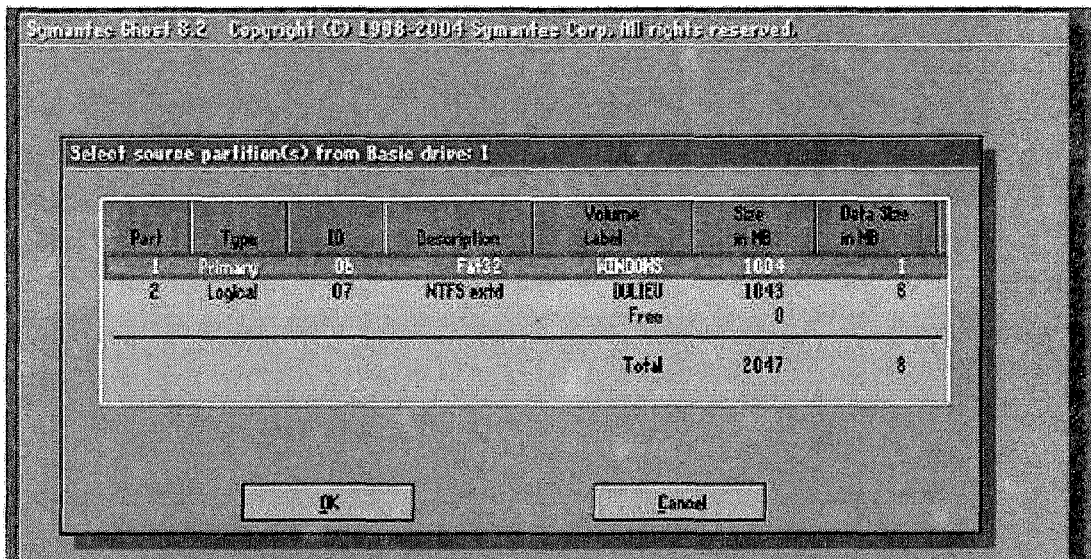 Symantec Ghost 8.2   Copyright (C) 1998-2004 Symantec Corp. All rights reserved.
Select source partition(s) from Basic drive: 1
Part Type ID Description Volume Label Size in MB Data Size in MB
1 Primary 0b Fat32 WINDOWS 1004 1
2 Logical 07 NTFS extd DULIEU 1043 6
Free 0
Total 2047 8
OK Cancel